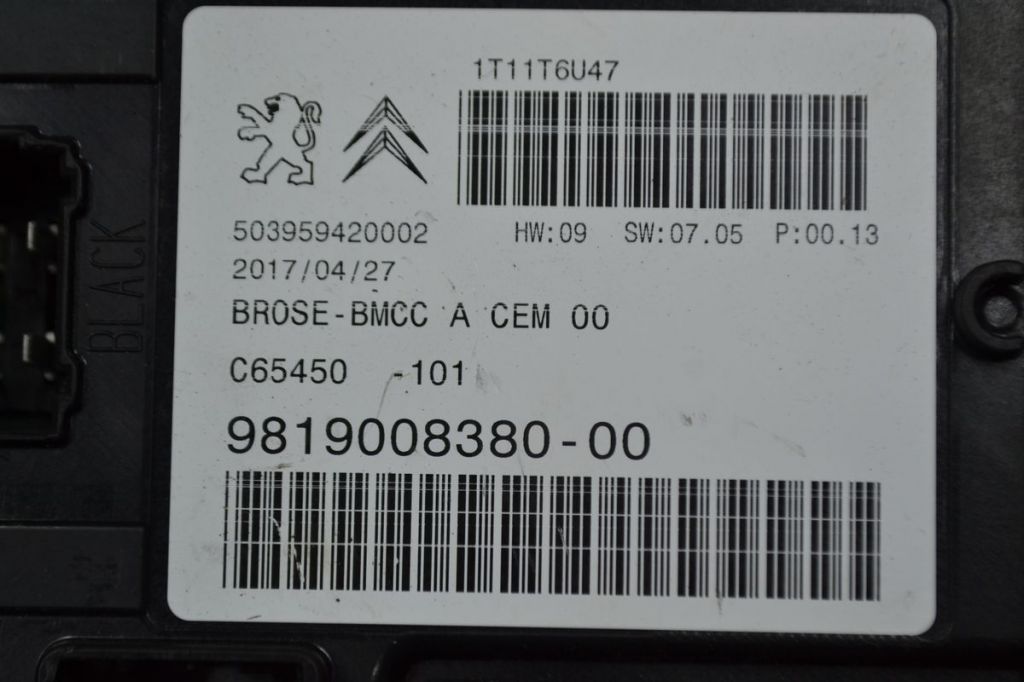 1T11T6U47
503959420002 HW:09 SW:07.05 P:00.13
2017/04/27
BROSE-BMCC A CEM 00
C65450 -101
9819008380-00
BLACK